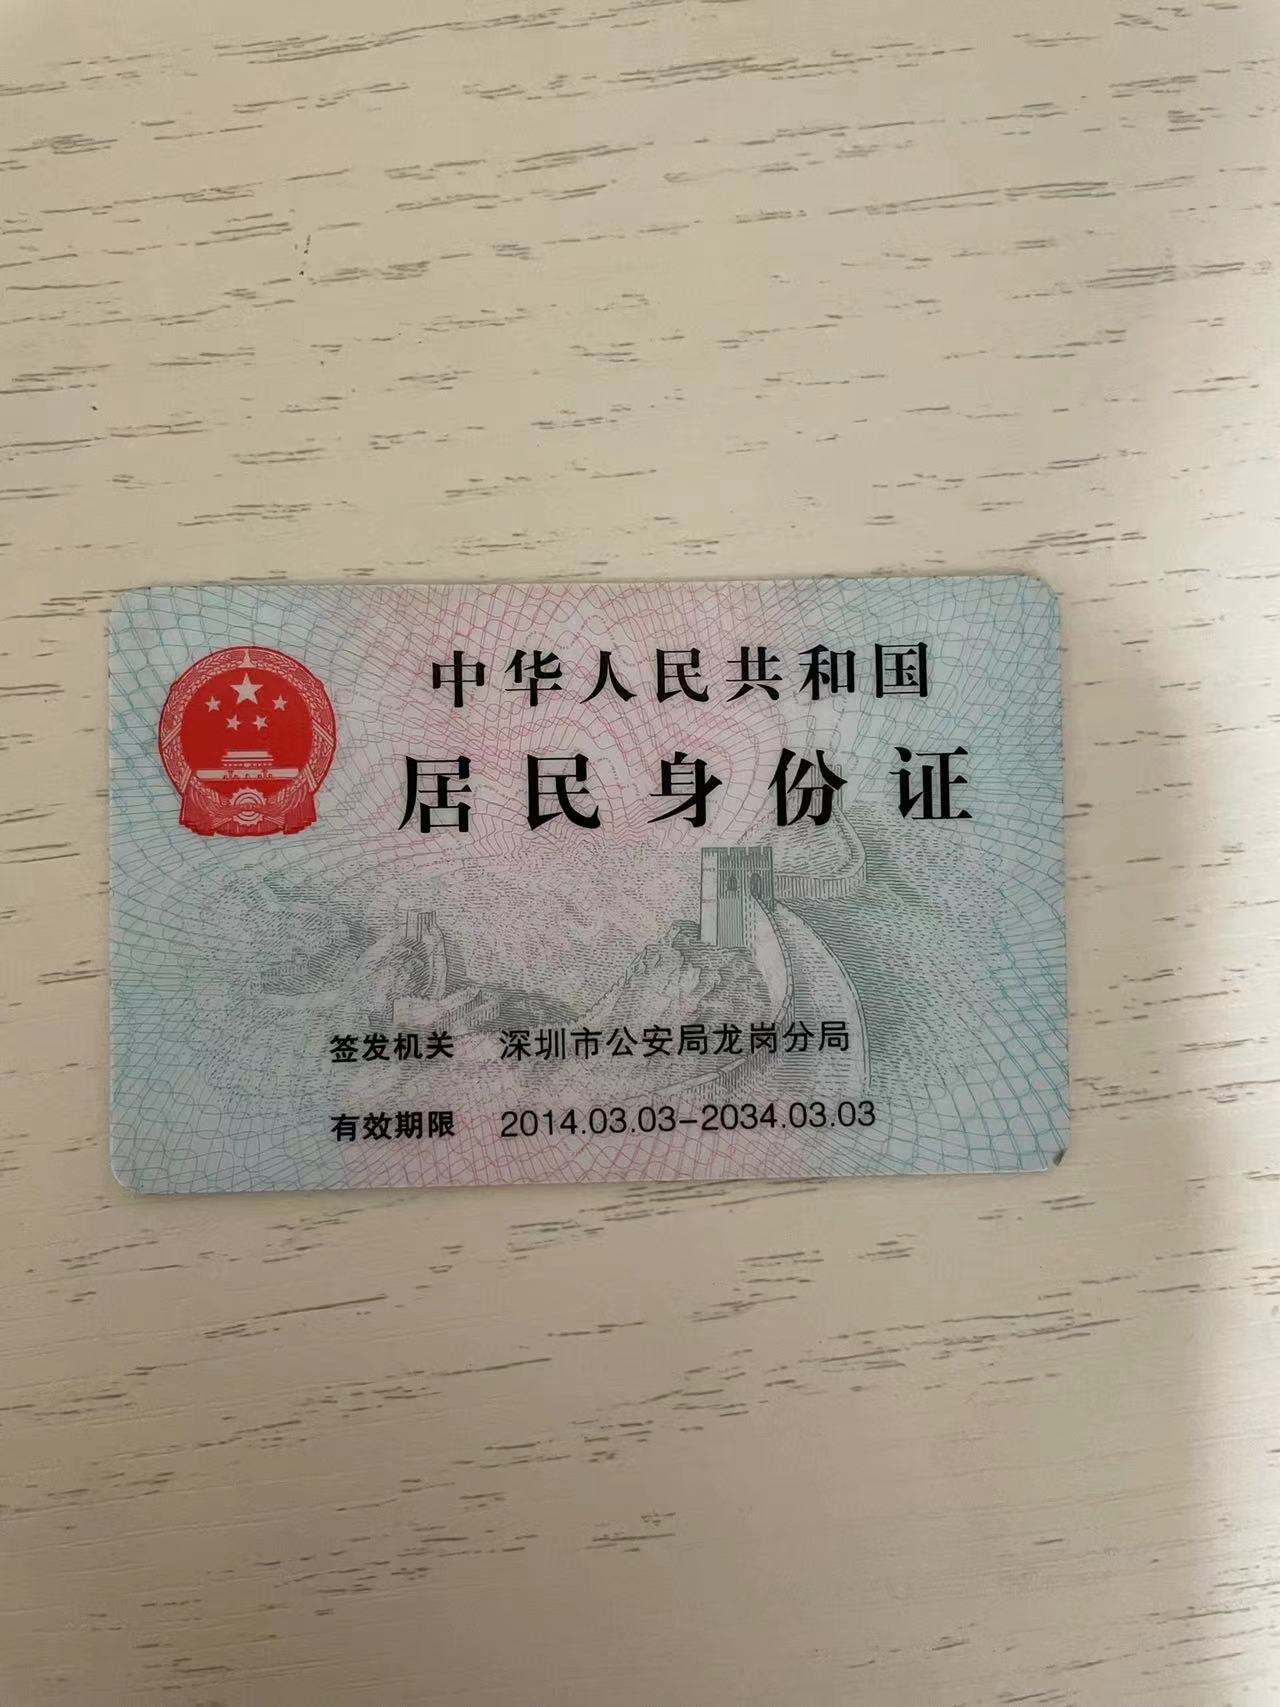 中华人民共和国
居民身份证
签发机关 深圳市公安局龙岗分局
有效期限 2014.03.03-2034.03.03